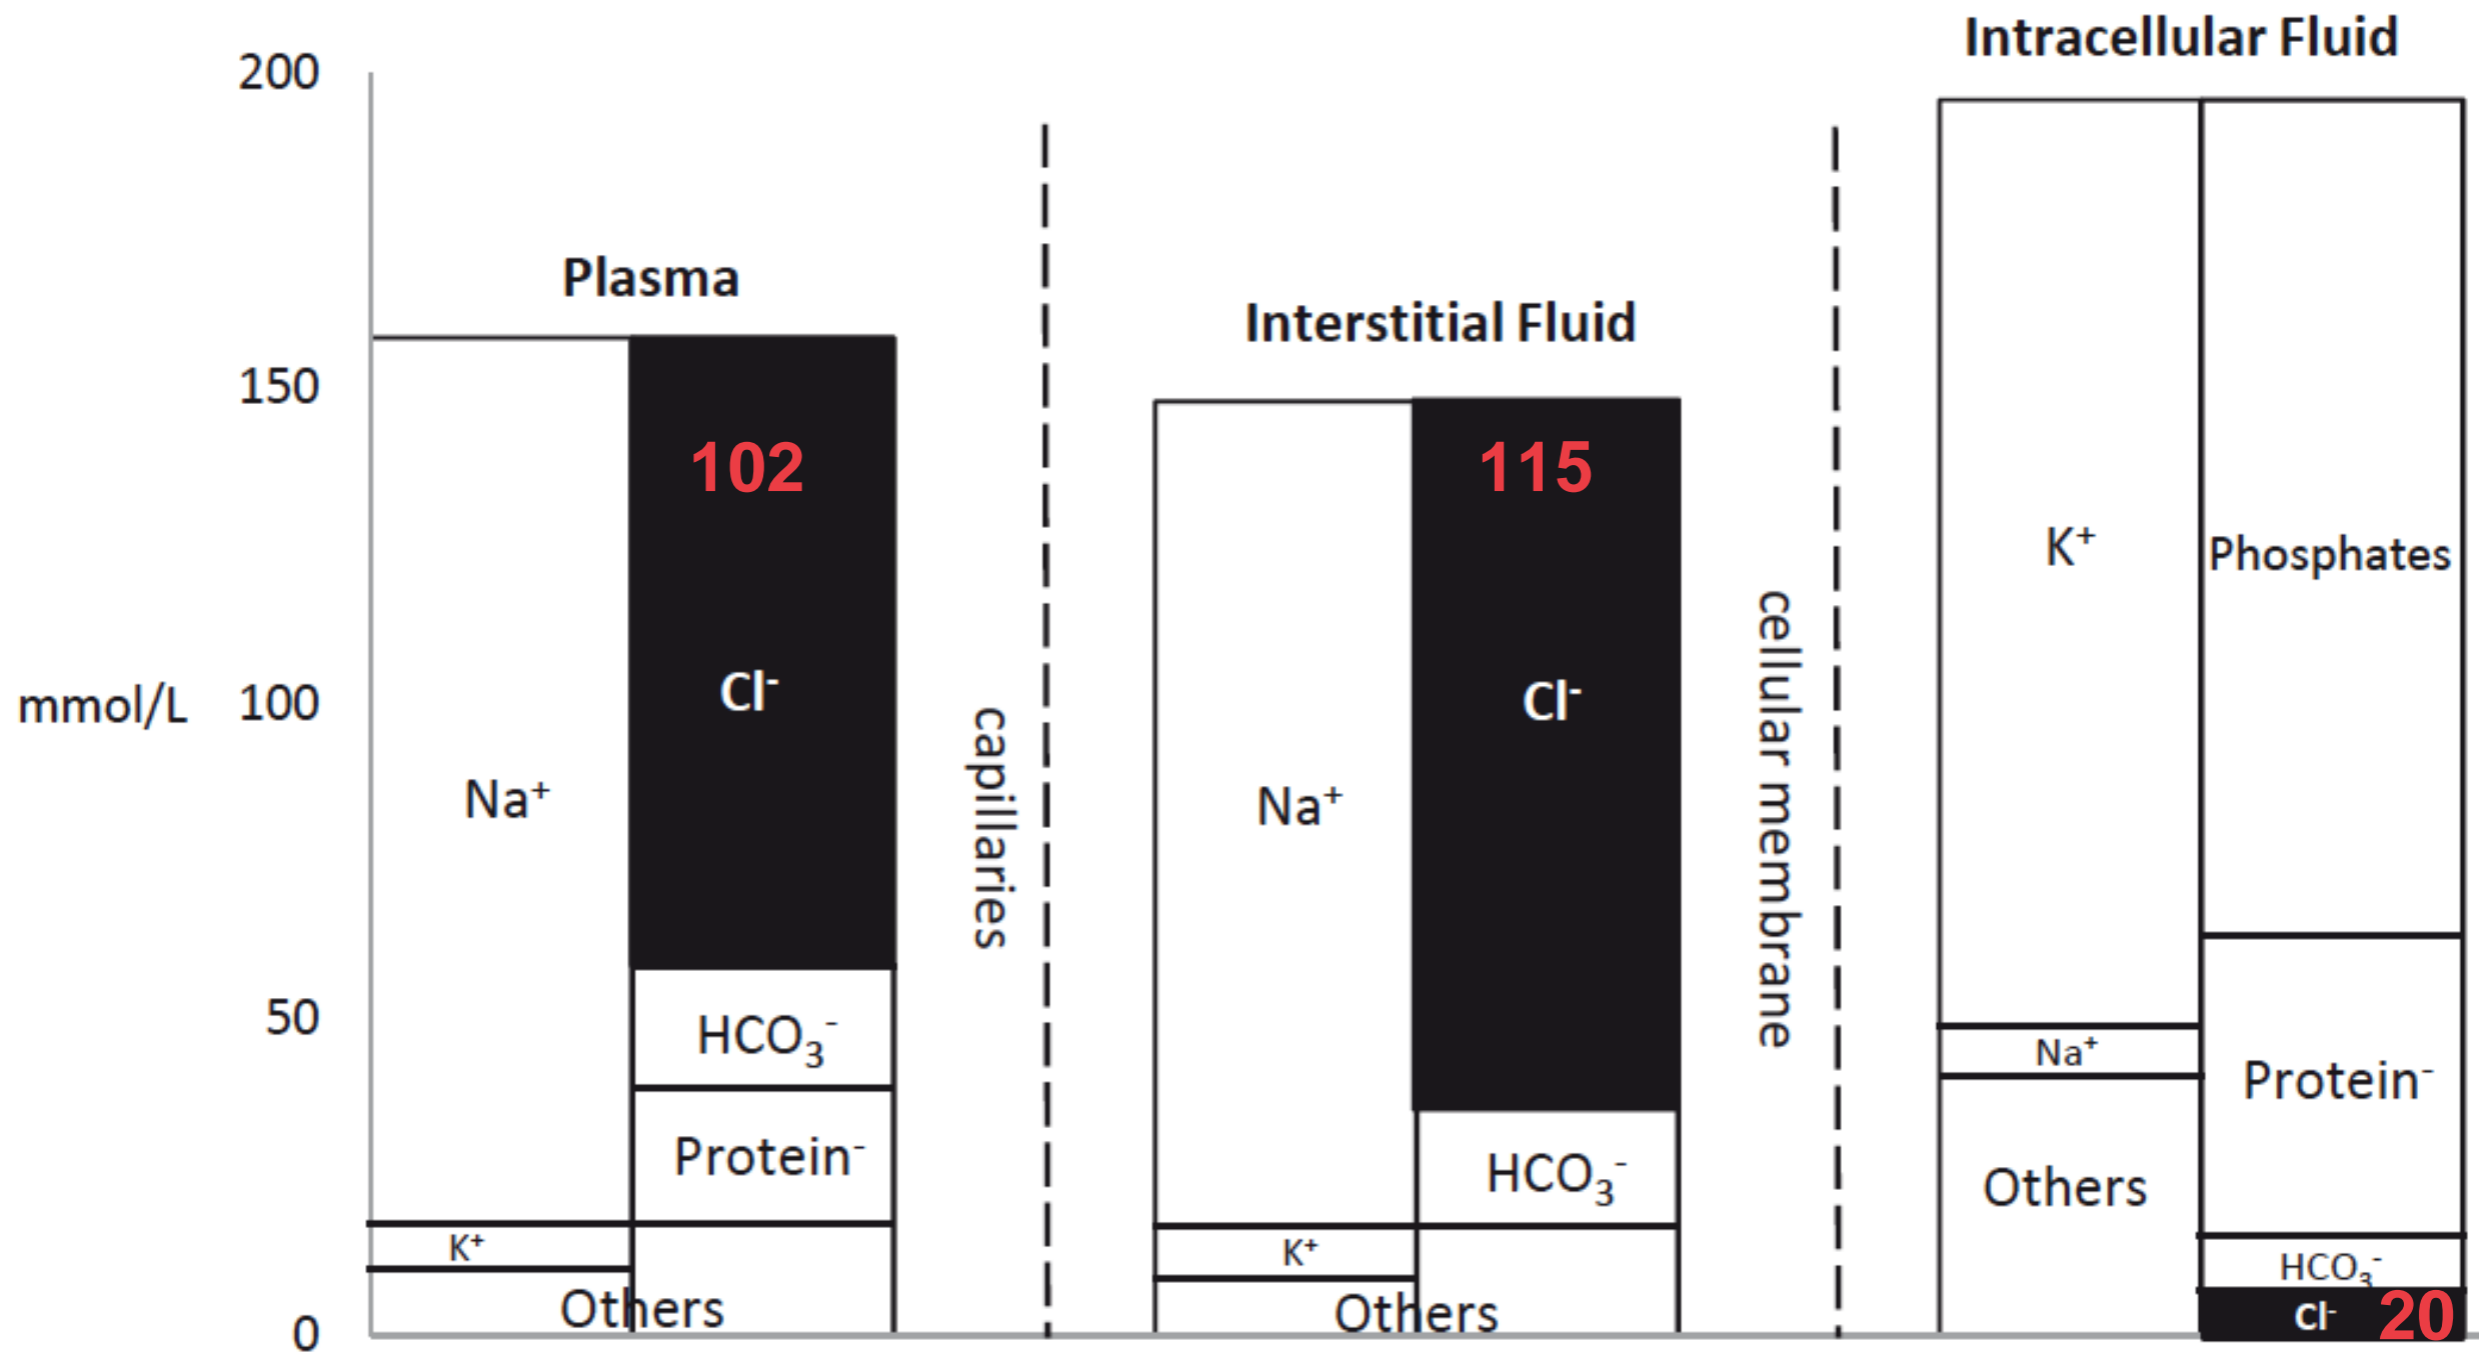 Intracellular Fluid
200
Plasma
Interstitial Fluid
150
102
115
K⁺
Phosphates
mmol/L
100
Cl⁻
Cl⁻
Na⁺
Na⁺
capillaries
cellular membrane
50
HCO₃⁻
Na⁺
Protein⁻
Protein⁻
HCO₃⁻
Others
K⁺
K⁺
HCO₃⁻
Others
Others
Cl⁻ 20
0